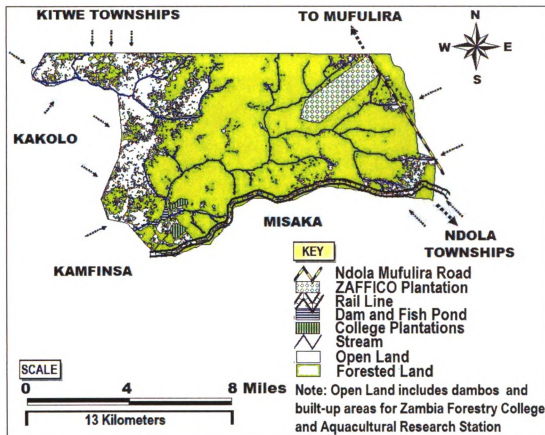 KITWE TOWNSHIPS
TO MUFULIRA
N
W E
S
KAKOLO
MISAKA
KAMFINSA
NDOLA
TOWNSHIPS
KEY
Ndola Mufulira Road
ZAFFICO Plantation
Rail Line
Dam and Fish Pond
College Plantations
Stream
Open Land
Forested Land
SCALE
0 4 8 Miles
13 Kilometers
Note: Open Land includes dambos and
built-up areas for Zambia Forestry College
and Aquacultural Research Station